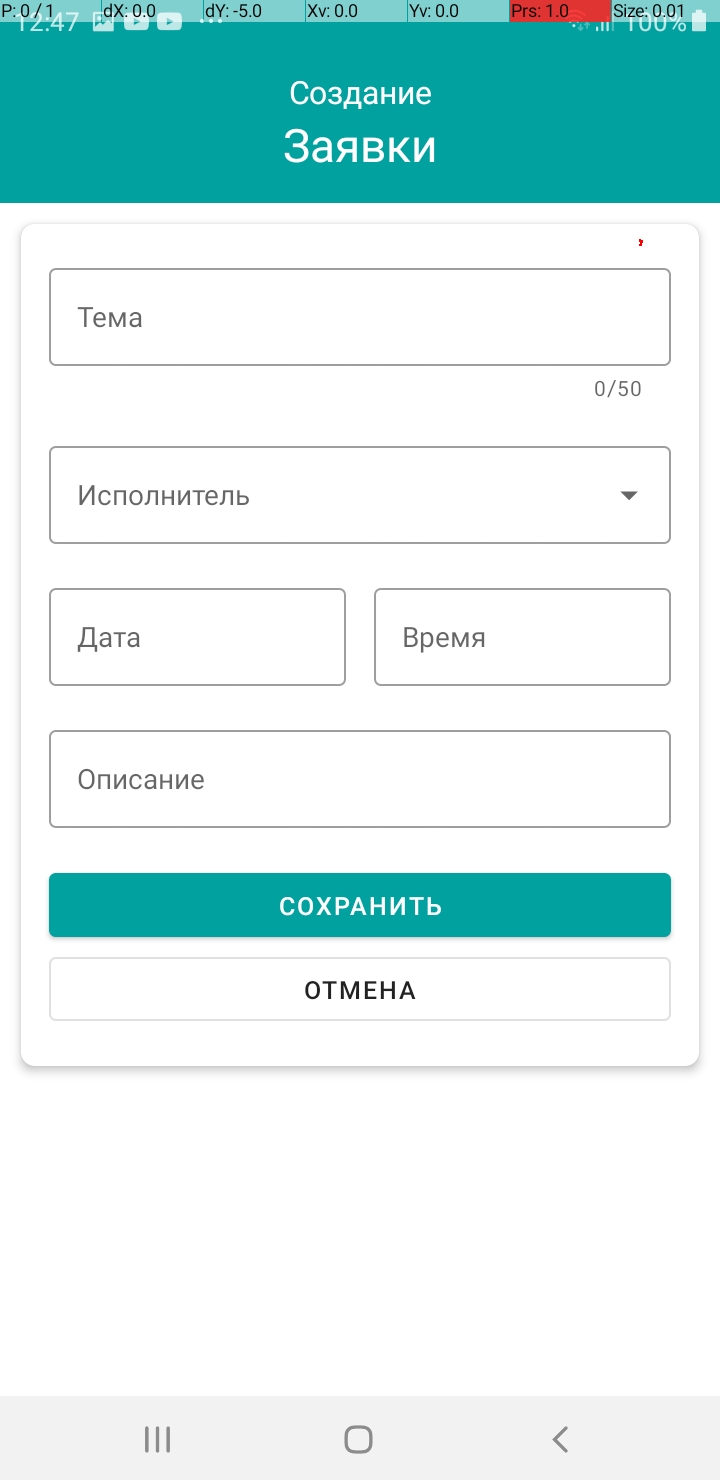 P: 0 / 1 dX: 0.0 dY: -5.0 Xv: 0.0 Yv: 0.0 Prs: 1.0 Size: 0.01
12:47 100%
Создание
Заявки
Тема
0/50
Исполнитель
Дата Время
Описание
СОХРАНИТЬ
ОТМЕНА